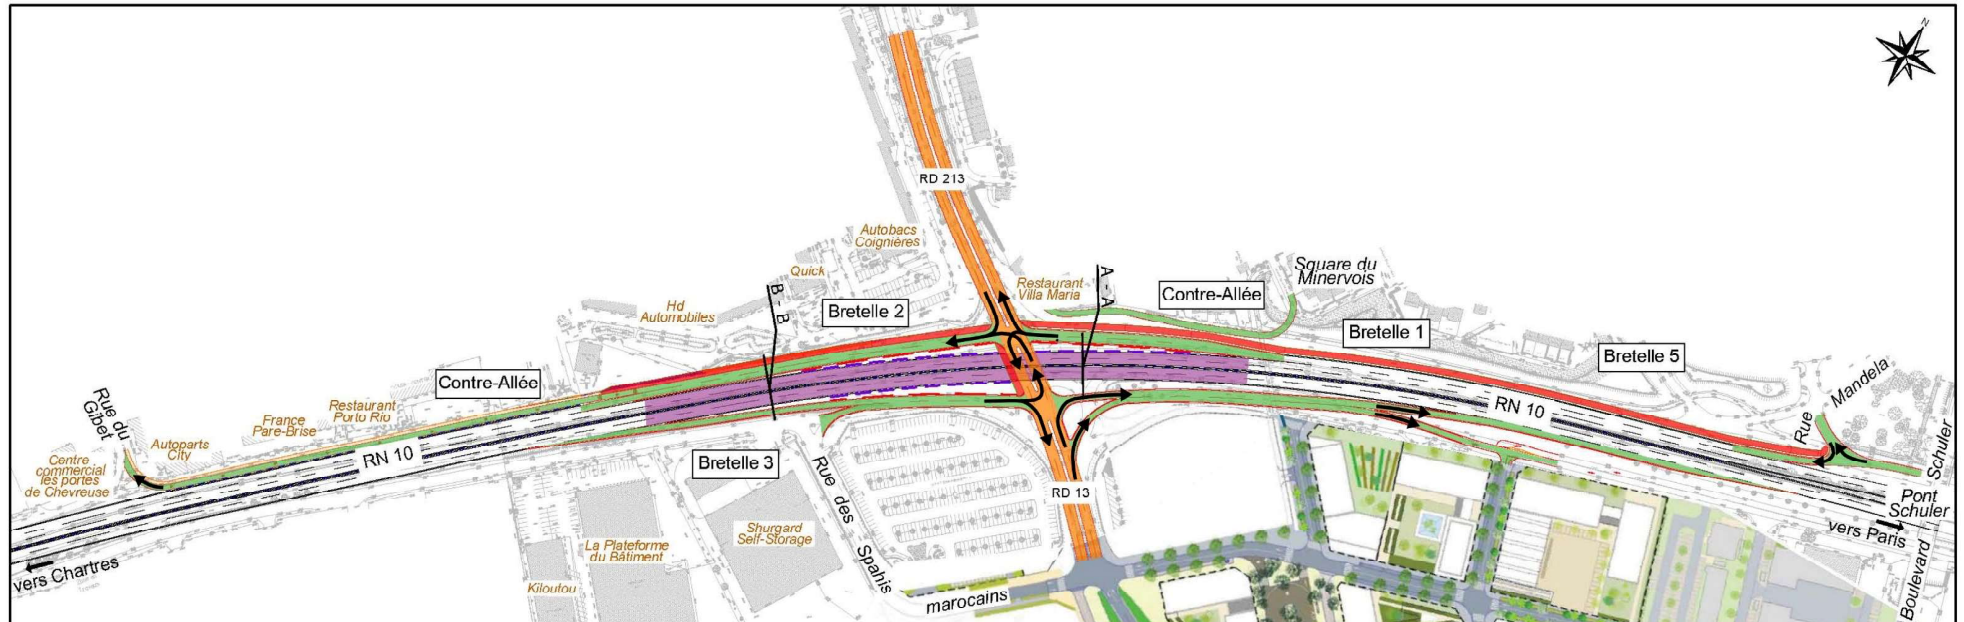 N
RD 213
Autobacs
Coignières
Quick
Hd
Automobiles
B - B
Bretelle 2
Restaurant
Villa Maria
A - A
Contre-Allée
Square du
Minervois
Bretelle 1
Bretelle 5
Rue Mandela
Contre-Allée
Rue du
Gibet
Restaurant
Portu Rio
France
Pare-Brise
Autoparts
City
Centre
commercial
les portes
de Chevreuse
RN 10
RN 10
Bretelle 3
Rue des Spahis
marocains
RD 13
Shurgard
Self-Storage
La Plateforme
du Bâtiment
Kiloutou
vers Chartres
Pont
Schuler
vers Paris
Boulevard Schuler